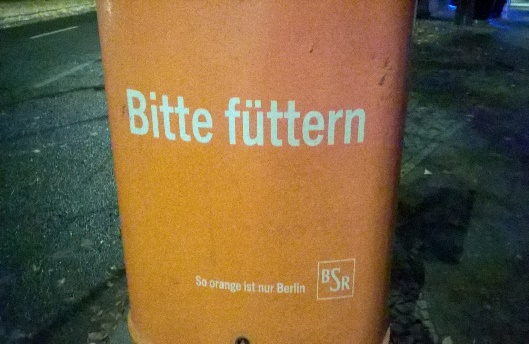 Bitte füttern
So orange ist nur Berlin
BSR